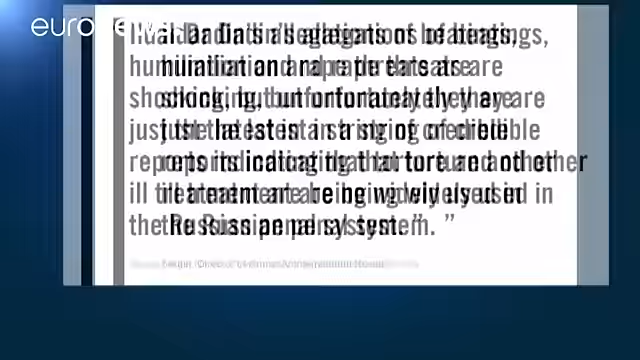 euronews
Ildar Dadin's allegations of beatings,
humiliation and rape threats are
shocking, but unfortunately they are
just the latest in a string of credible
reports indicating that torture and other
ill treatment are being widely used in
the Russian penal system. ”